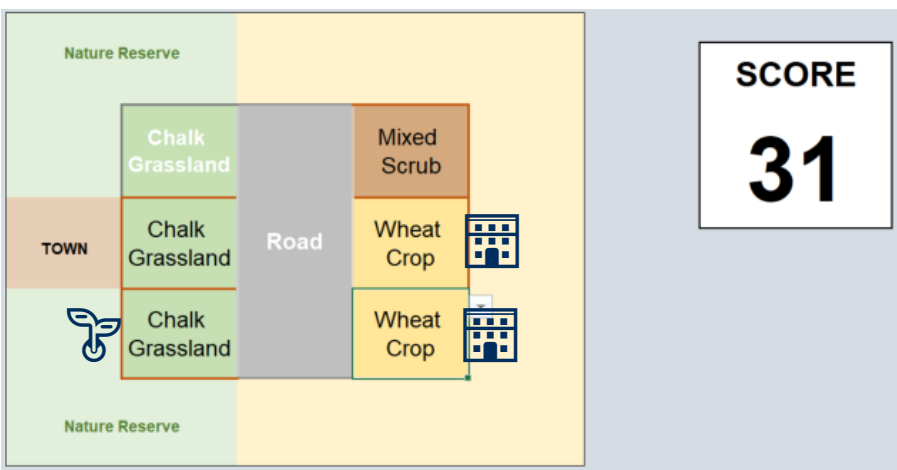 Nature Reserve
SCORE
31
Chalk
Grassland
Mixed
Scrub
TOWN
Chalk
Grassland
Road
Wheat
Crop
Chalk
Grassland
Wheat
Crop
Nature Reserve